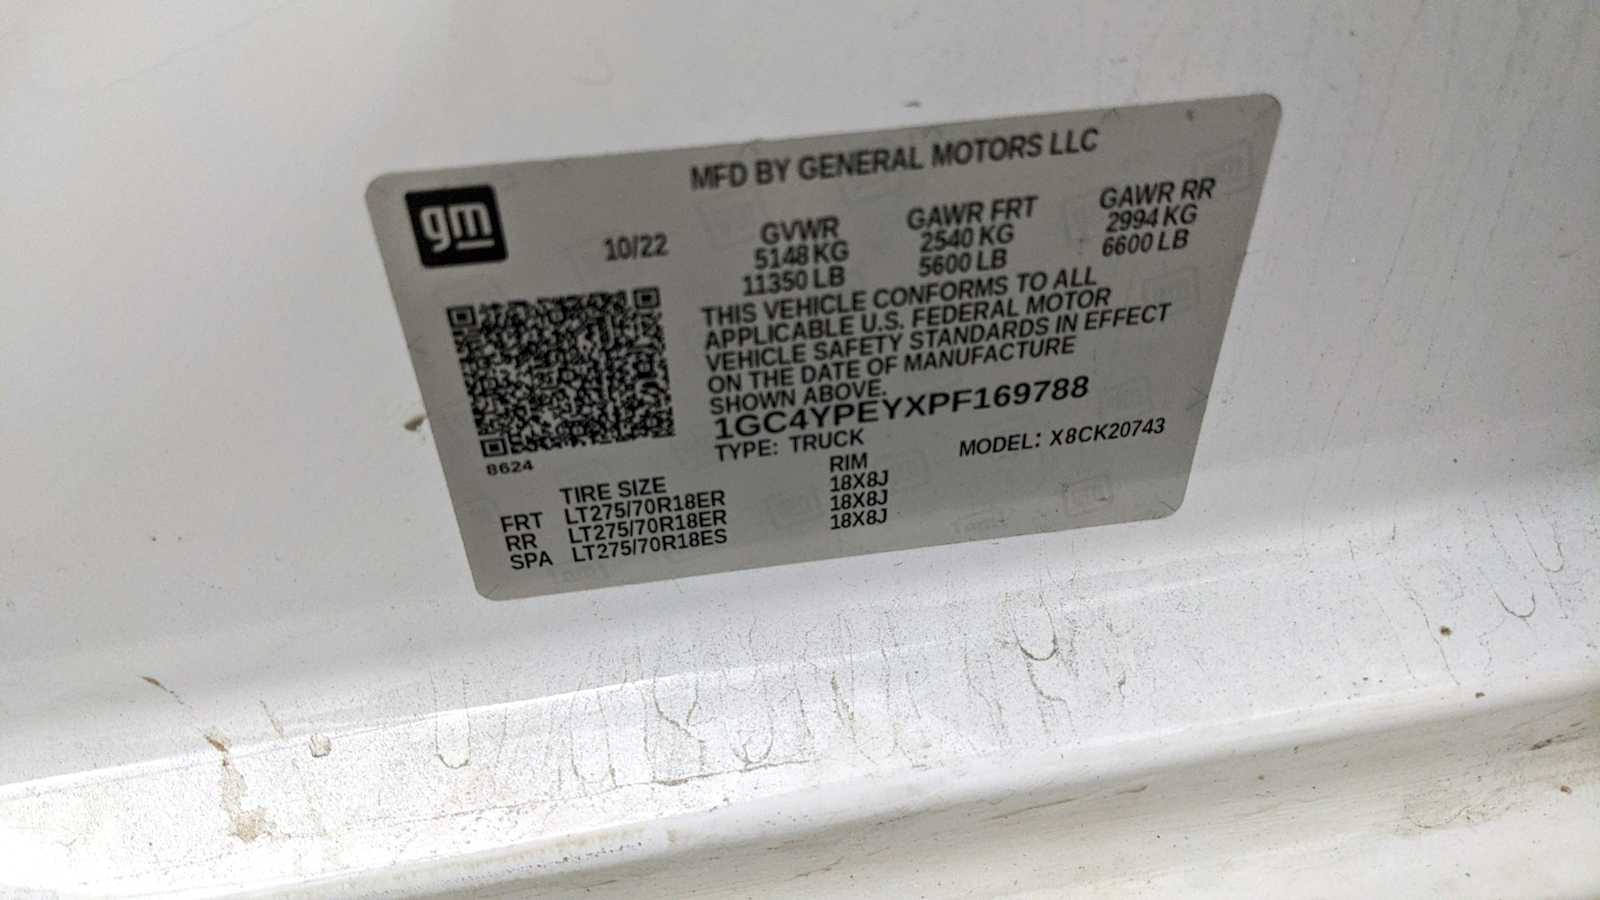 MFD BY GENERAL MOTORS LLC
gm
10/22
GVWR
5148 KG
11350 LB
GAWR FRT
2540 KG
5600 LB
GAWR RR
2994 KG
6600 LB
THIS VEHICLE CONFORMS TO ALL
APPLICABLE U.S. FEDERAL MOTOR
VEHICLE SAFETY STANDARDS IN EFFECT
ON THE DATE OF MANUFACTURE
SHOWN ABOVE.
1GC4YPEYXPF169788
TYPE: TRUCK
MODEL: X8CK20743
8624
TIRE SIZE RIM
FRT LT275/70R18ER 18X8J
RR LT275/70R18ER 18X8J
SPA LT275/70R18ES 18X8J